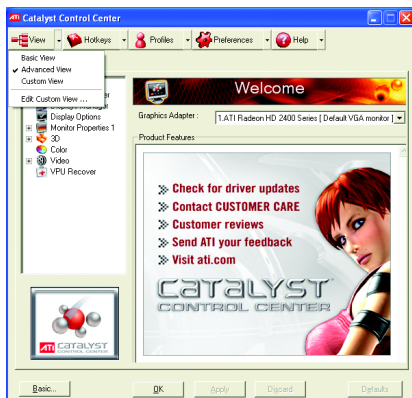 ATI Catalyst Control Center
View Hotkeys Profiles Preferences Help
Basic View
Advanced View
Custom View
Edit Custom View ...
Display Options
Monitor Properties 1
3D
Color
Video
VPU Recover
Welcome
Graphics Adapter :
1.ATI Radeon HD 2400 Series [ Default VGA monitor ]
Product Features
Check for driver updates
Contact CUSTOMER CARE
Customer reviews
Send ATI your feedback
Visit ati.com
CATALYST
CONTROL CENTER
ATI CATALYST
CONTROL CENTER
Basic...
OK
Apply
Discard
Defaults